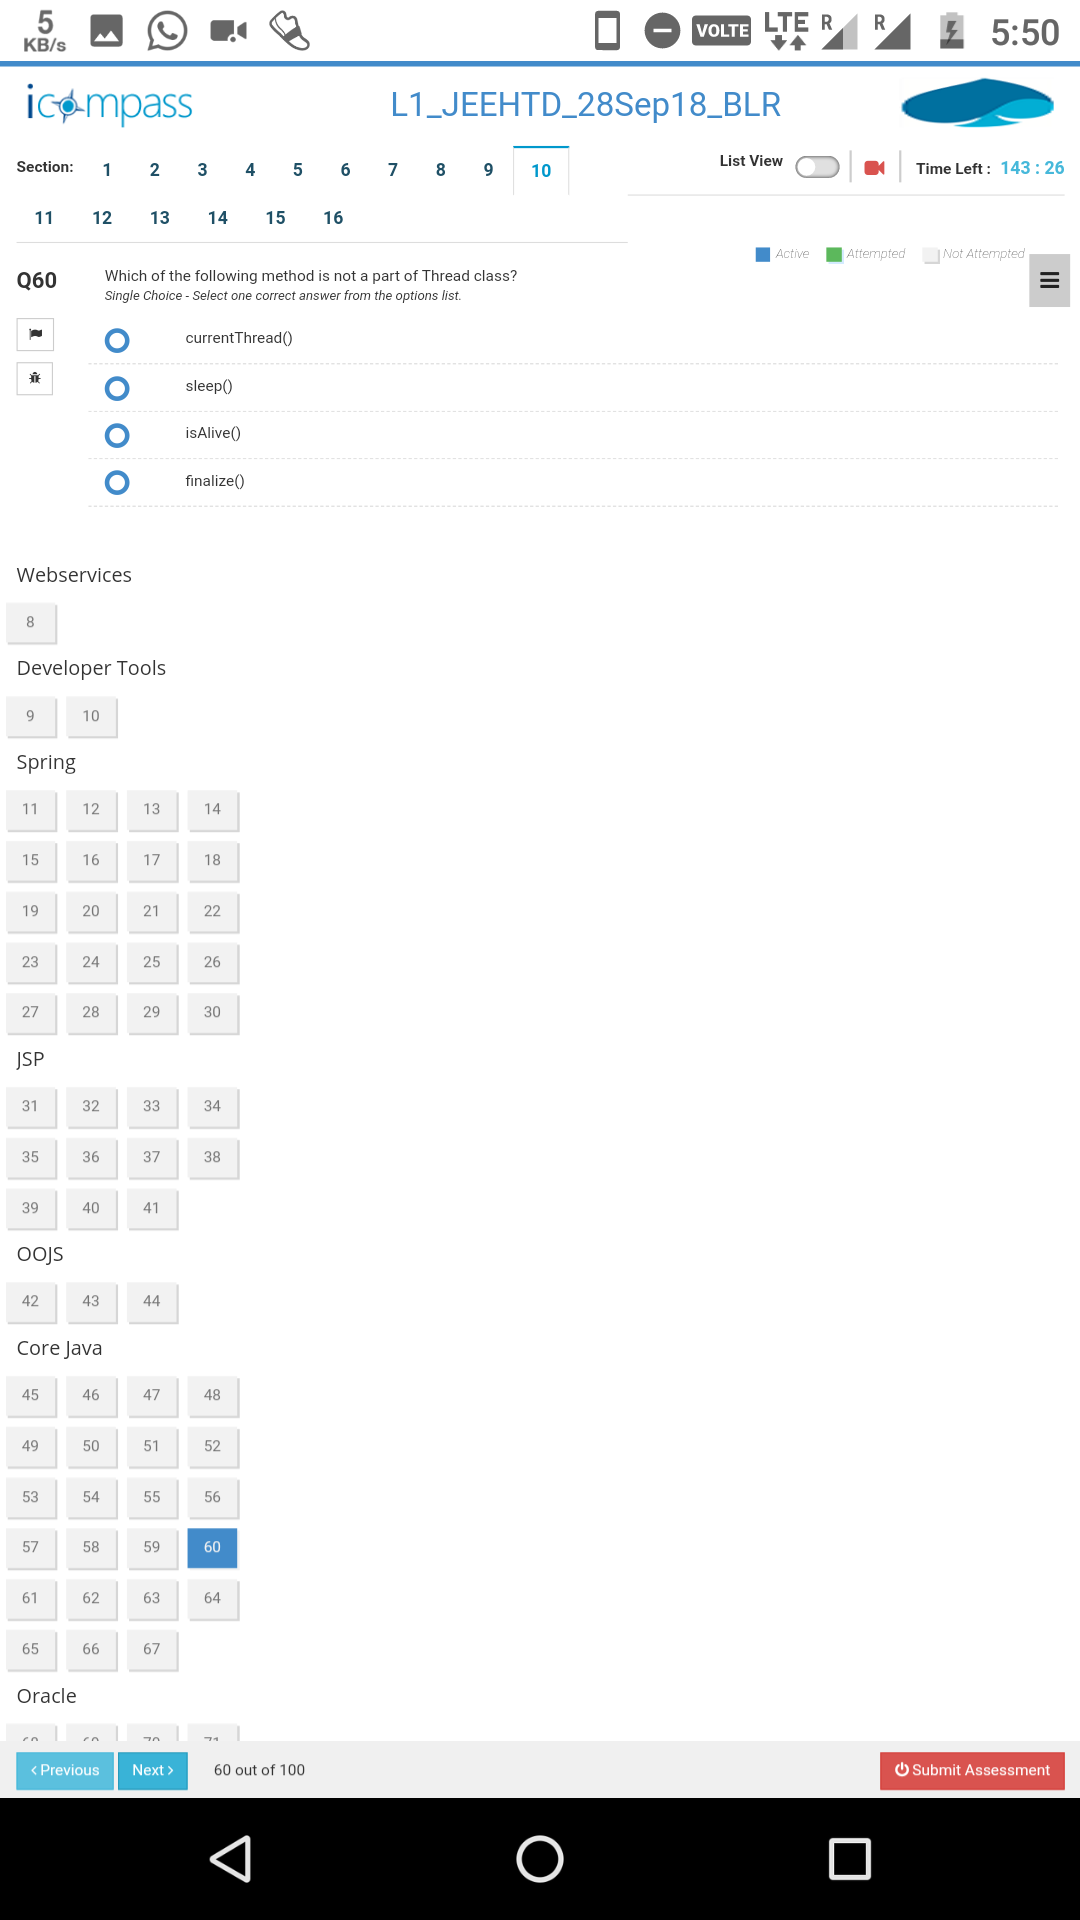 5
KB/s
VOLTE
LTE
R
R
5:50
icompass
L1_JEEHTD_28Sep18_BLR
Section: 1 2 3 4 5 6 7 8 9 10
List View
Time Left : 143 : 26
11 12 13 14 15 16
Active Attempted Not Attempted
Q60
Which of the following method is not a part of Thread class?
Single Choice - Select one correct answer from the options list.
currentThread()
sleep()
isAlive()
finalize()
Webservices
8
Developer Tools
9 10
Spring
11 12 13 14
15 16 17 18
19 20 21 22
23 24 25 26
27 28 29 30
JSP
31 32 33 34
35 36 37 38
39 40 41
OOJS
42 43 44
Core Java
45 46 47 48
49 50 51 52
53 54 55 56
57 58 59 60
61 62 63 64
65 66 67
Oracle
68 69 70 71
Previous Next 60 out of 100 Submit Assessment